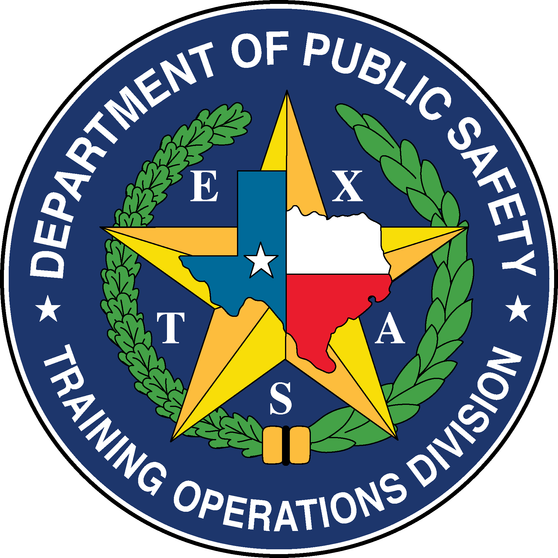 DEPARTMENT OF PUBLIC SAFETY
T E X A S
TRAINING OPERATIONS DIVISION